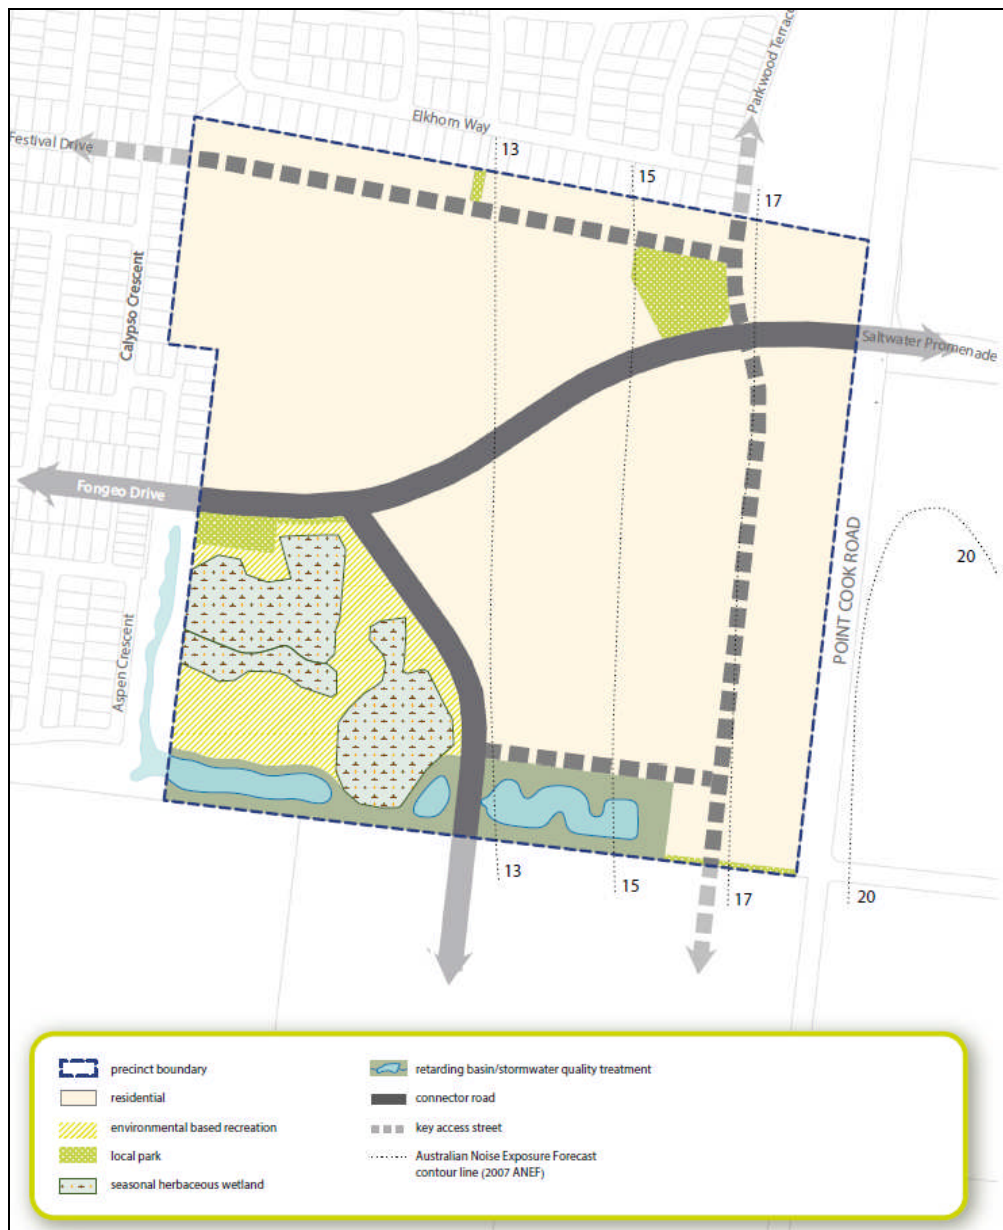 Parkwood Terrace
Elkhorn Way
Festival Drive
13
15
17
Calypso Crescent
Saltwater Promenade
Fongeo Drive
POINT COOK ROAD
20
Aspen Crescent
13
15
17
20
precinct boundary
residential
environmental based recreation
local park
seasonal herbaceous wetland
retarding basin/stormwater quality treatment
connector road
key access street
Australian Noise Exposure Forecast
contour line (2007 ANEF)